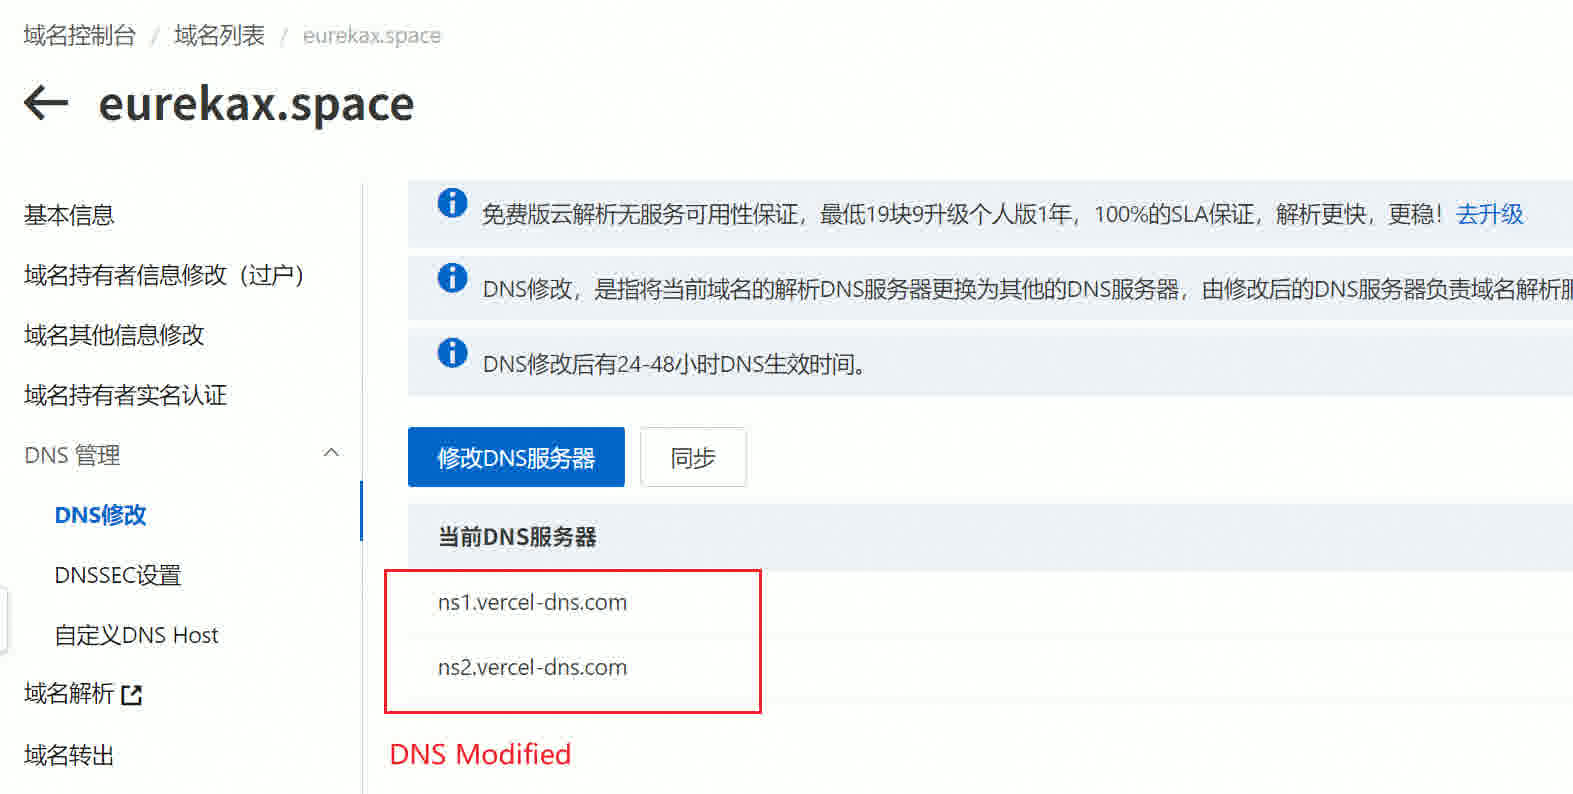 域名控制台 / 域名列表 / eurekax.space
eurekax.space
基本信息
域名持有者信息修改（过户）
域名其他信息修改
域名持有者实名认证
DNS 管理
DNS修改
DNSSEC设置
自定义DNS Host
域名解析
域名转出
免费版云解析无服务可用性保证，最低19块9升级个人版1年，100%的SLA保证，解析更快，更稳！去升级
DNS修改，是指将当前域名的解析DNS服务器更换为其他的DNS服务器，由修改后的DNS服务器负责域名解析
DNS修改后有24-48小时DNS生效时间。
修改DNS服务器
同步
当前DNS服务器
ns1.vercel-dns.com
ns2.vercel-dns.com
DNS Modified